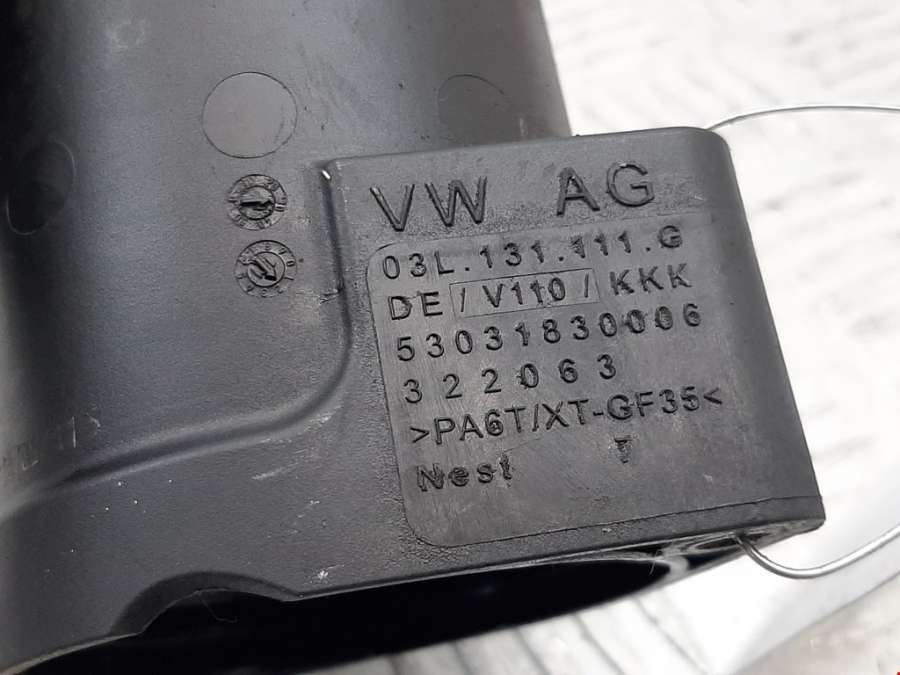 VW AG
03L.131.111.G
DE/V110/KKK
53031830006
322063
>PA6T/XT-GF35<
Nest